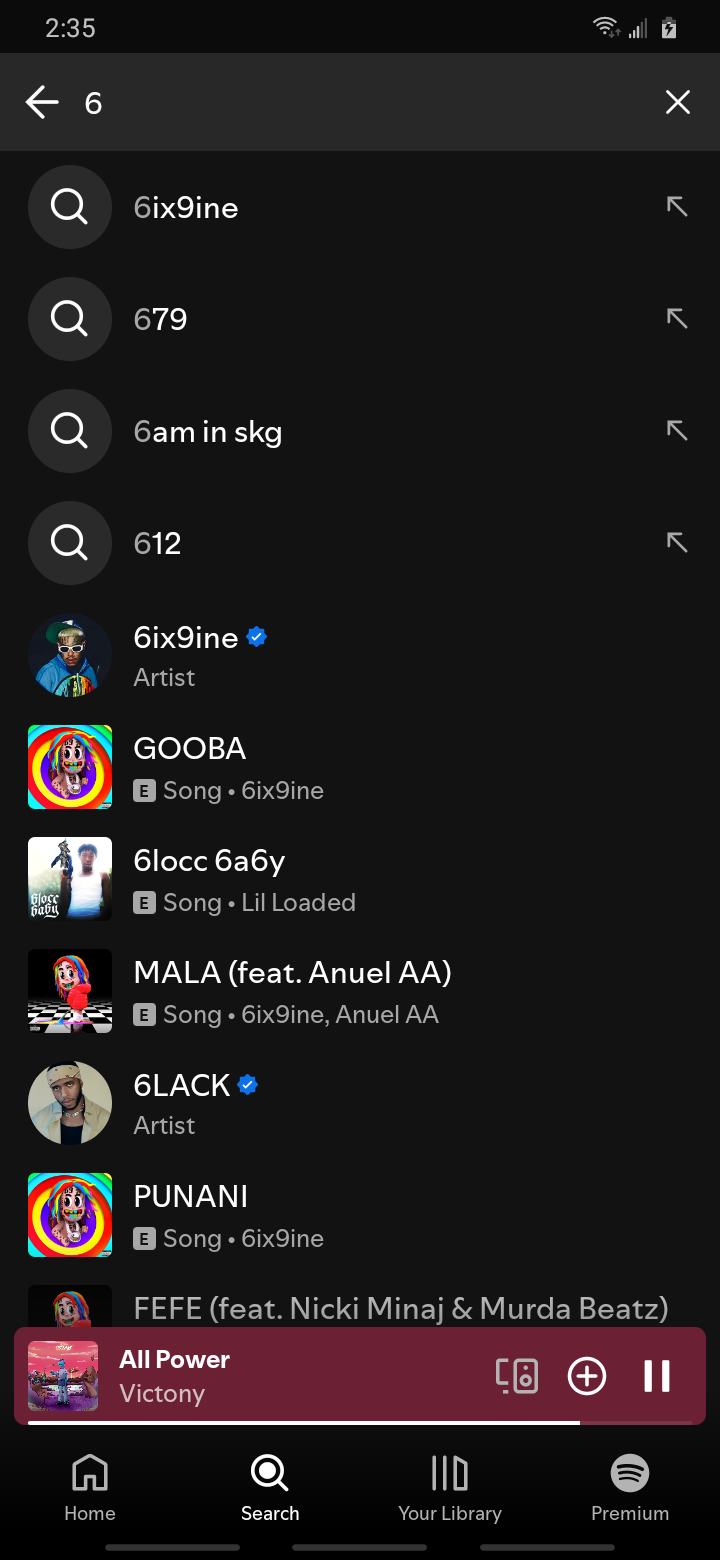 2:35
6
6ix9ine
679
6am in skg
612
6ix9ine
Artist
GOOBA
E Song • 6ix9ine
6locc 6a6y
E Song • Lil Loaded
6locc
6a6y
MALA (feat. Anuel AA)
E Song • 6ix9ine, Anuel AA
6LACK
Artist
PUNANI
E Song • 6ix9ine
FEFE (feat. Nicki Minaj & Murda Beatz)
All Power
Victony
Home
Search
Your Library
Premium